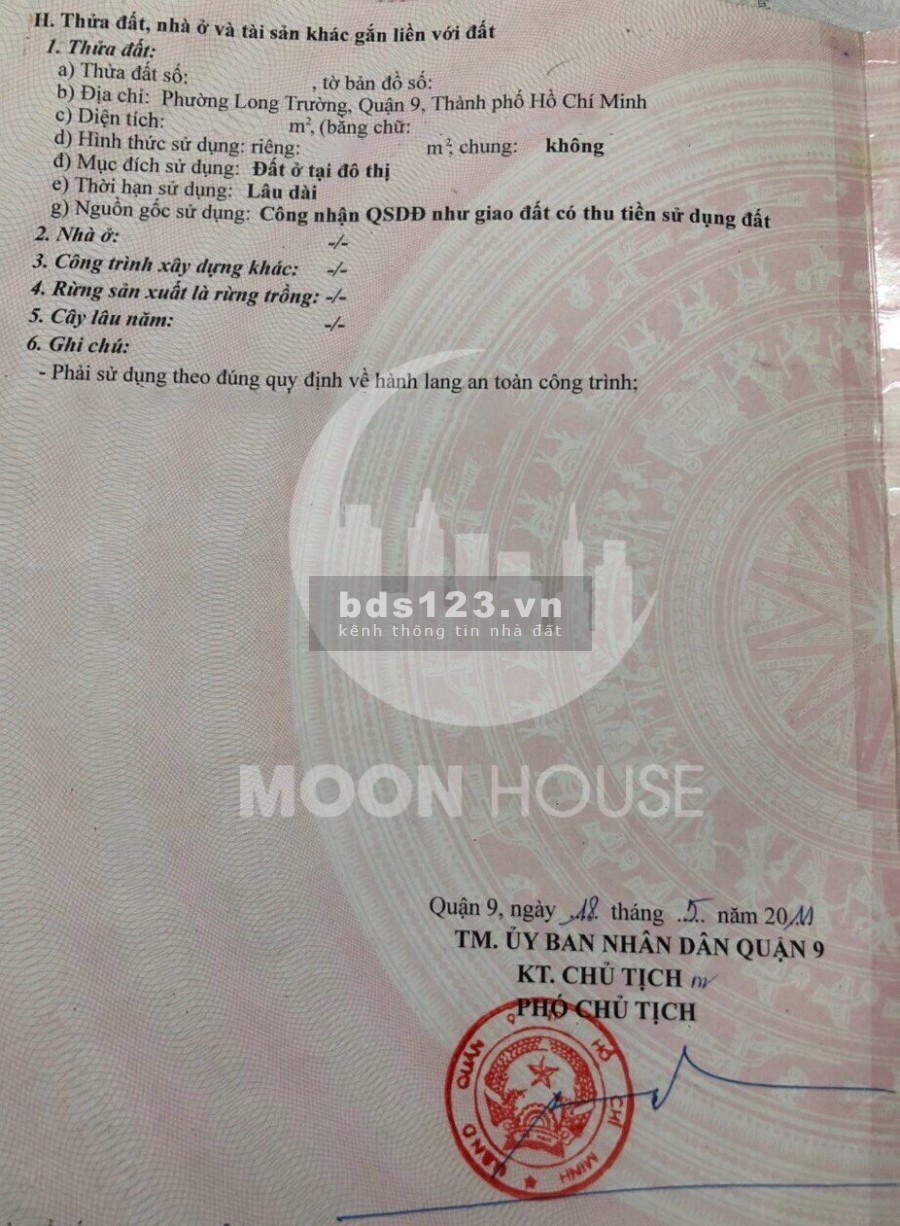 II. Thửa đất, nhà ở và tài sản khác gắn liền với đất
1. Thửa đất:
a) Thửa đất số: , tờ bản đồ số:
b) Địa chỉ: Phường Long Trường, Quận 9, Thành phố Hồ Chí Minh
c) Diện tích: m², (bằng chữ:
d) Hình thức sử dụng: riêng: m², chung: không
đ) Mục đích sử dụng: Đất ở tại đô thị
e) Thời hạn sử dụng: Lâu dài
g) Nguồn gốc sử dụng: Công nhận QSDĐ như giao đất có thu tiền sử dụng đất
2. Nhà ở: -/-
3. Công trình xây dựng khác: -/-
4. Rừng sản xuất là rừng trồng: -/-
5. Cây lâu năm: -/-
6. Ghi chú:
- Phải sử dụng theo đúng quy định về hành lang an toàn công trình;
bds123.vn
kênh thông tin nhà đất
MOON HOUSE
Quận 9, ngày 18 tháng 5 năm 2011
TM. ỦY BAN NHÂN DÂN QUẬN 9
KT. CHỦ TỊCH
PHÓ CHỦ TỊCH
UBND QUẬN 9 HỒ CHÍ MINH